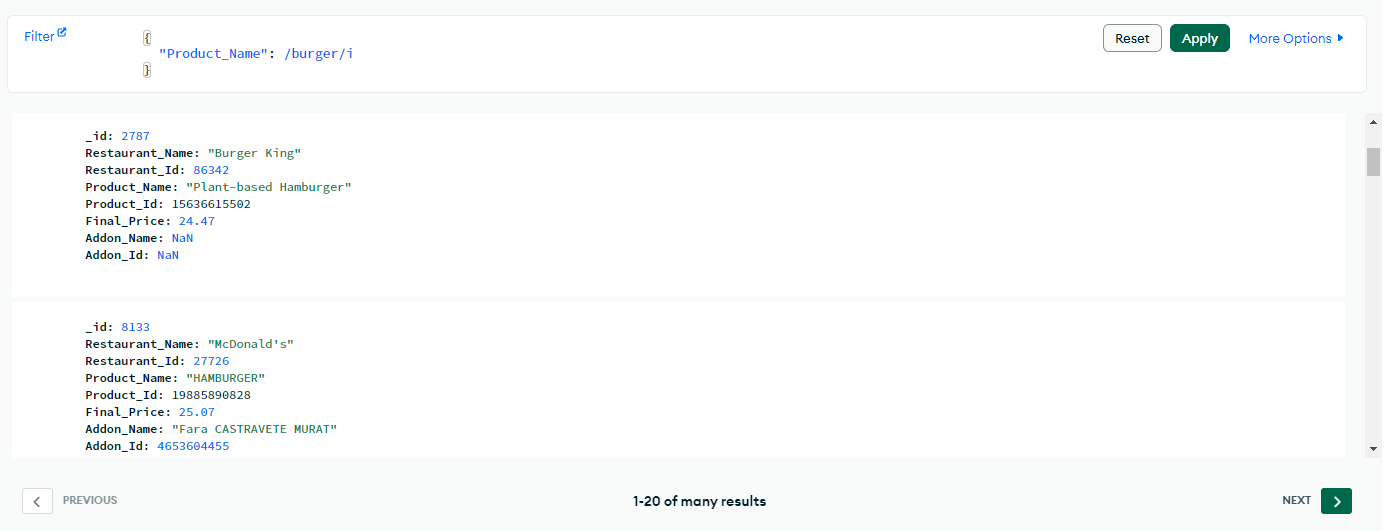 Filter
{
"Product_Name": /burger/i
}
Reset
Apply
More Options
_id: 2787
Restaurant_Name: "Burger King"
Restaurant_Id: 86342
Product_Name: "Plant-based Hamburger"
Product_Id: 15636615502
Final_Price: 24.47
Addon_Name: NaN
Addon_Id: NaN
_id: 8133
Restaurant_Name: "McDonald's"
Restaurant_Id: 27726
Product_Name: "HAMBURGER"
Product_Id: 19885890828
Final_Price: 25.07
Addon_Name: "Fara CASTRAVETE MURAT"
Addon_Id: 4653604455
PREVIOUS
1-20 of many results
NEXT